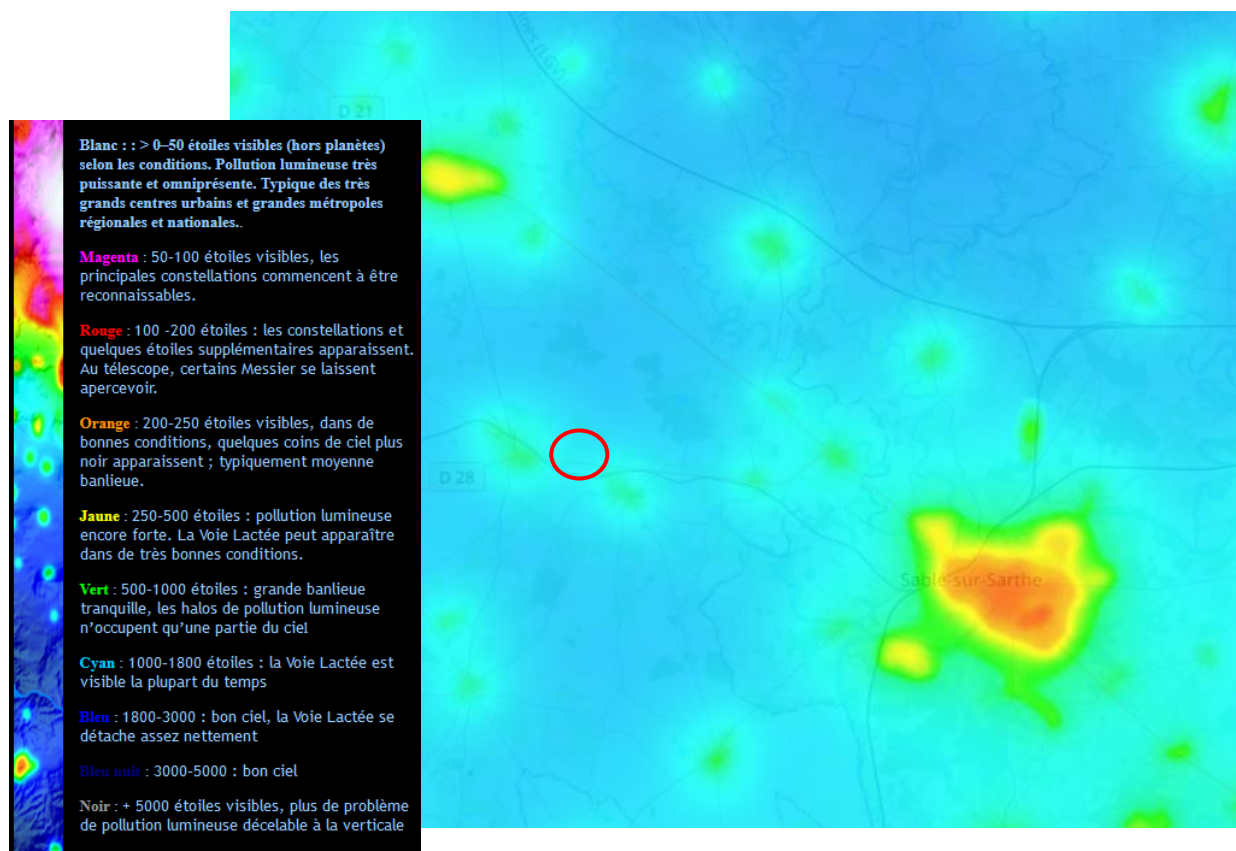 nes (LGV)
D 21
Blanc : : > 0–50 étoiles visibles (hors planètes)
selon les conditions. Pollution lumineuse très
puissante et omniprésente. Typique des très
grands centres urbains et grandes métropoles
régionales et nationales..
Magenta : 50-100 étoiles visibles, les
principales constellations commencent à être
reconnaissables.
Rouge : 100 -200 étoiles : les constellations et
quelques étoiles supplémentaires apparaissent.
Au télescope, certains Messier se laissent
apercevoir.
Orange : 200-250 étoiles visibles, dans de
bonnes conditions, quelques coins de ciel plus
noir apparaissent ; typiquement moyenne
banlieue.
Jaune : 250-500 étoiles : pollution lumineuse
encore forte. La Voie Lactée peut apparaître
dans de très bonnes conditions.
Vert : 500-1000 étoiles : grande banlieue
tranquille, les halos de pollution lumineuse
n'occupent qu'une partie du ciel
Cyan : 1000-1800 étoiles : la Voie Lactée est
visible la plupart du temps
Bleu : 1800-3000 : bon ciel, la Voie Lactée se
détache assez nettement
Bleu nuit : 3000-5000 : bon ciel
Noir : + 5000 étoiles visibles, plus de problème
de pollution lumineuse décelable à la verticale
D 28
Sablé-sur-Sarthe